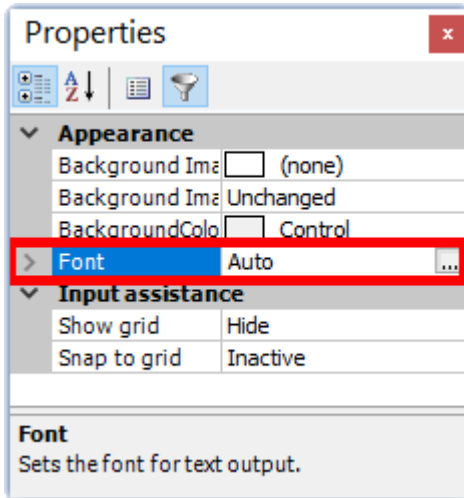 Properties
x
A
Z
Appearance
Background Ima (none)
Background Ima Unchanged
BackgroundColo Control
Font Auto ...
Input assistance
Show grid Hide
Snap to grid Inactive
Font
Sets the font for text output.